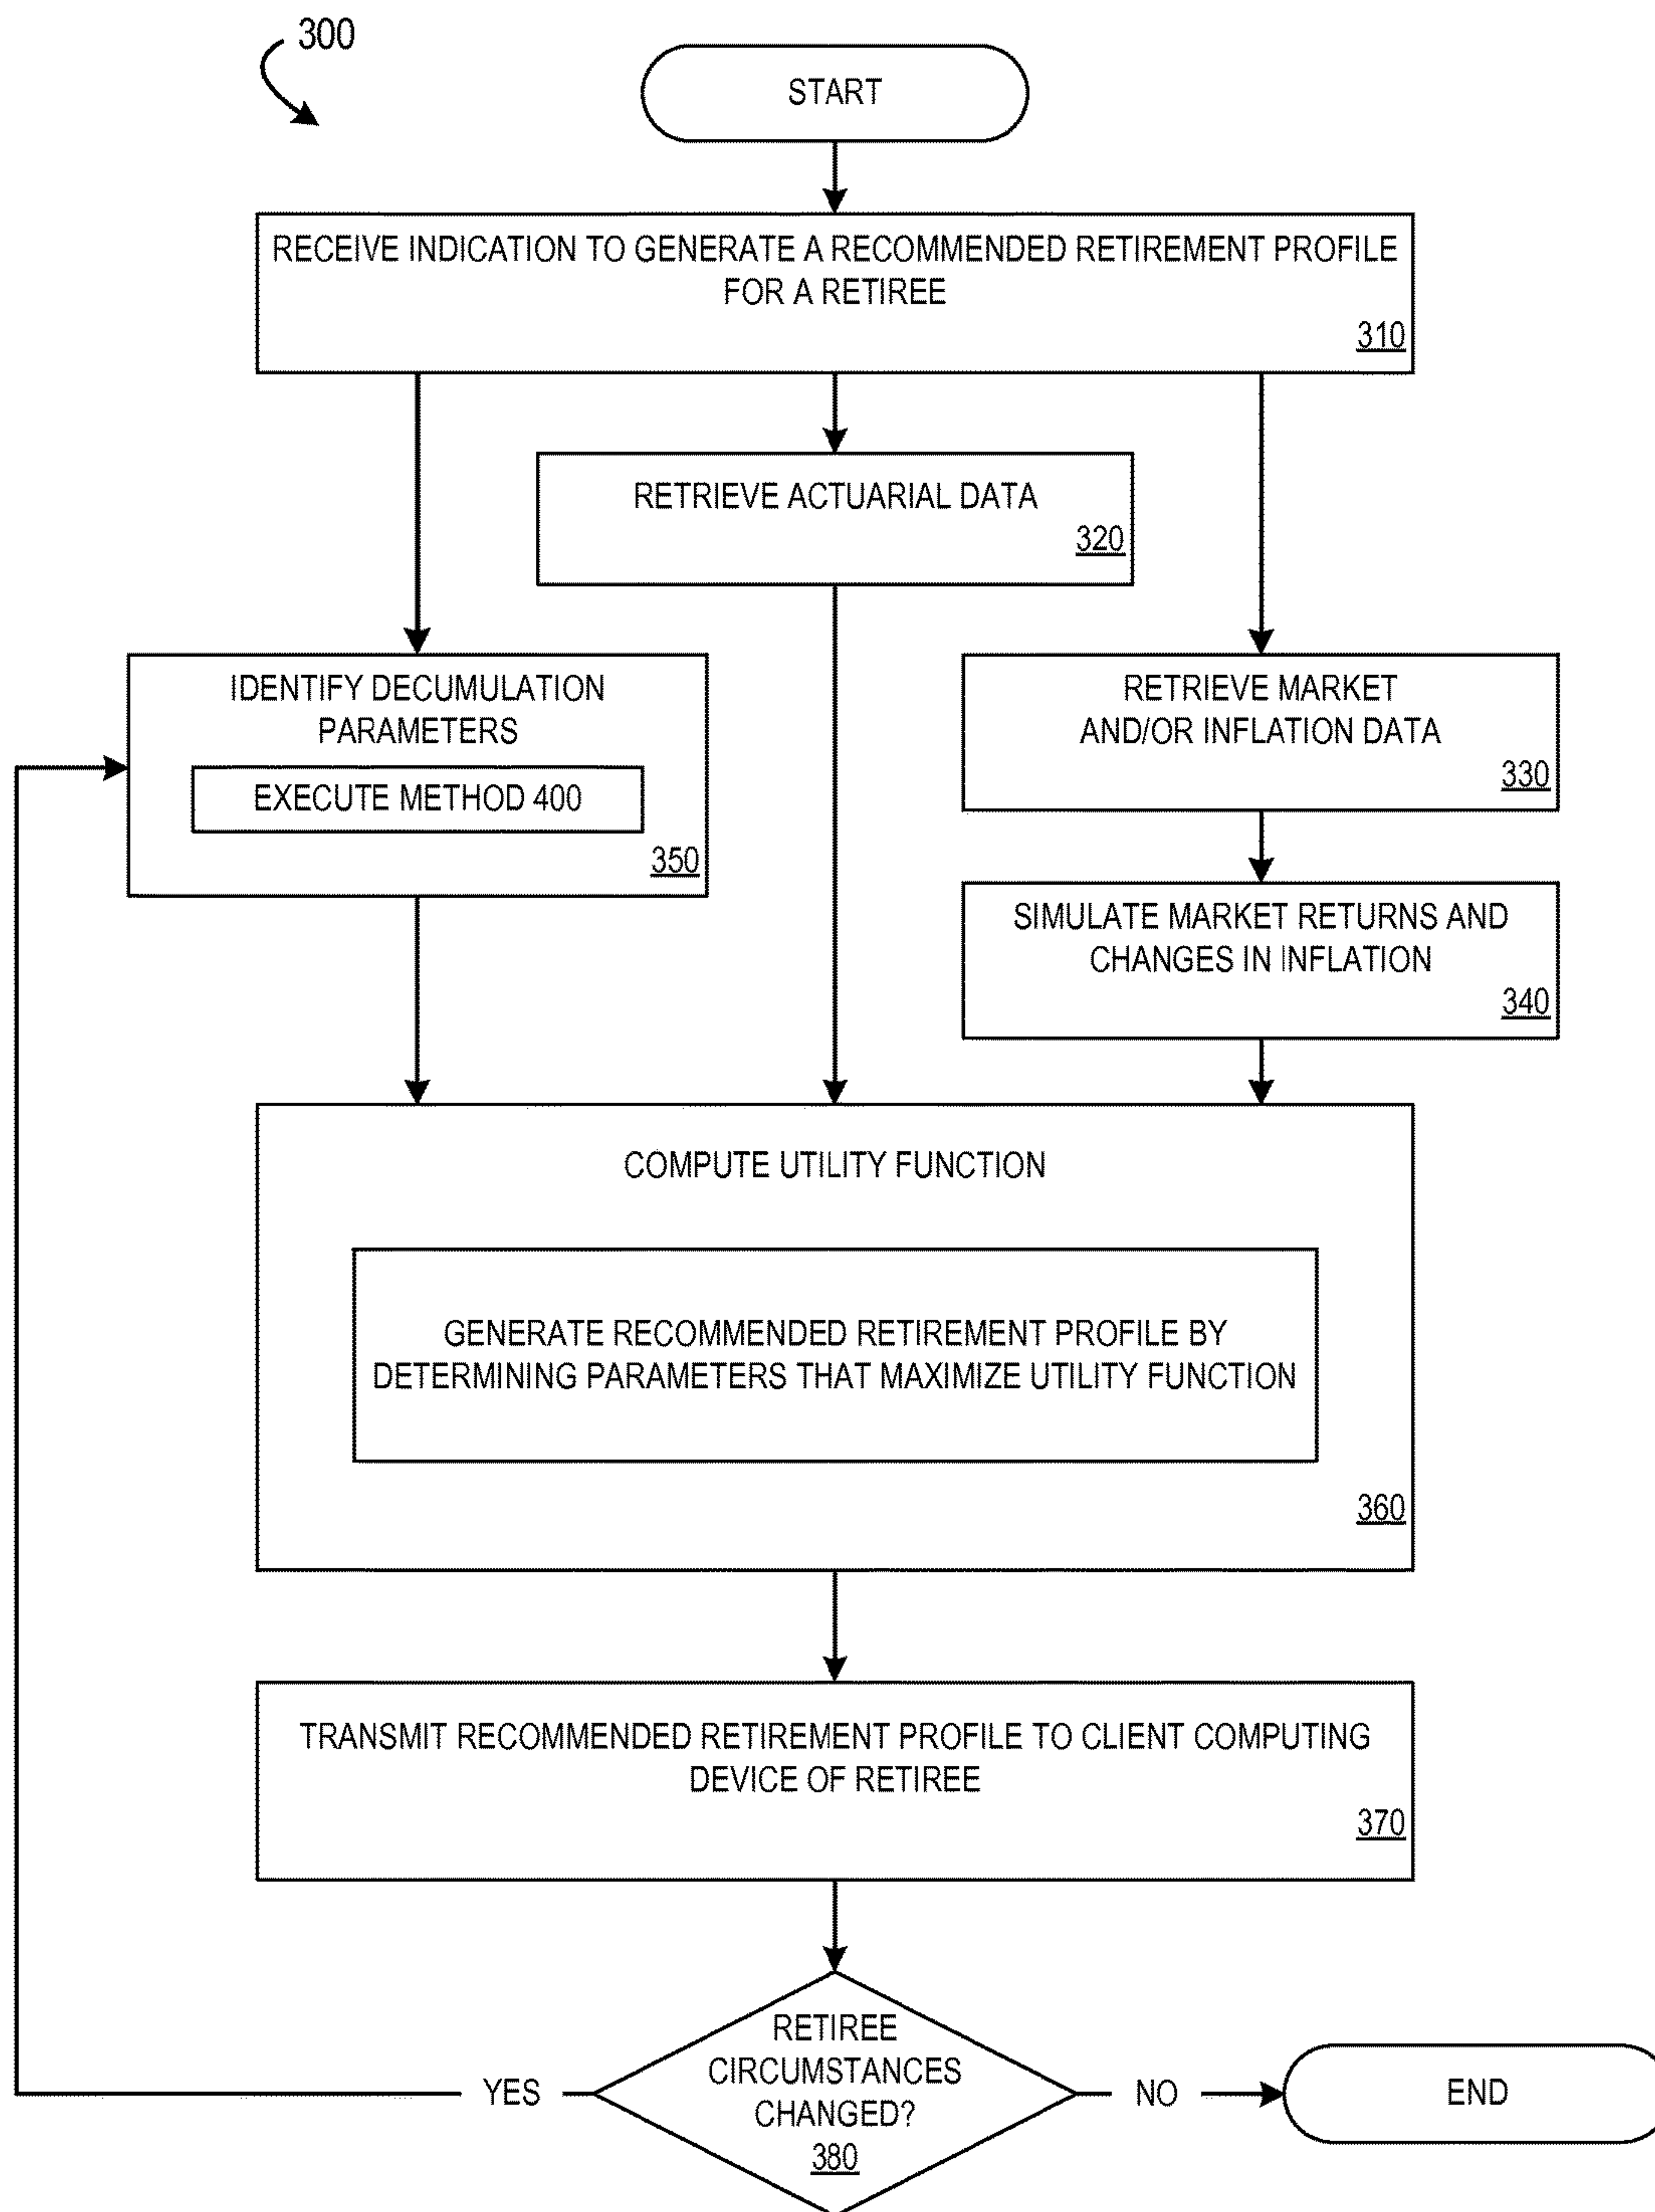 300
START
RECEIVE INDICATION TO GENERATE A RECOMMENDED RETIREMENT PROFILE
FOR A RETIREE
310
RETRIEVE ACTUARIAL DATA
320
IDENTIFY DECUMULATION
PARAMETERS
EXECUTE METHOD 400
350
RETRIEVE MARKET
AND/OR INFLATION DATA
330
SIMULATE MARKET RETURNS AND
CHANGES IN INFLATION
340
COMPUTE UTILITY FUNCTION
GENERATE RECOMMENDED RETIREMENT PROFILE BY
DETERMINING PARAMETERS THAT MAXIMIZE UTILITY FUNCTION
360
TRANSMIT RECOMMENDED RETIREMENT PROFILE TO CLIENT COMPUTING
DEVICE OF RETIREE
370
RETIREE
CIRCUMSTANCES
CHANGED?
380
YES
NO
END